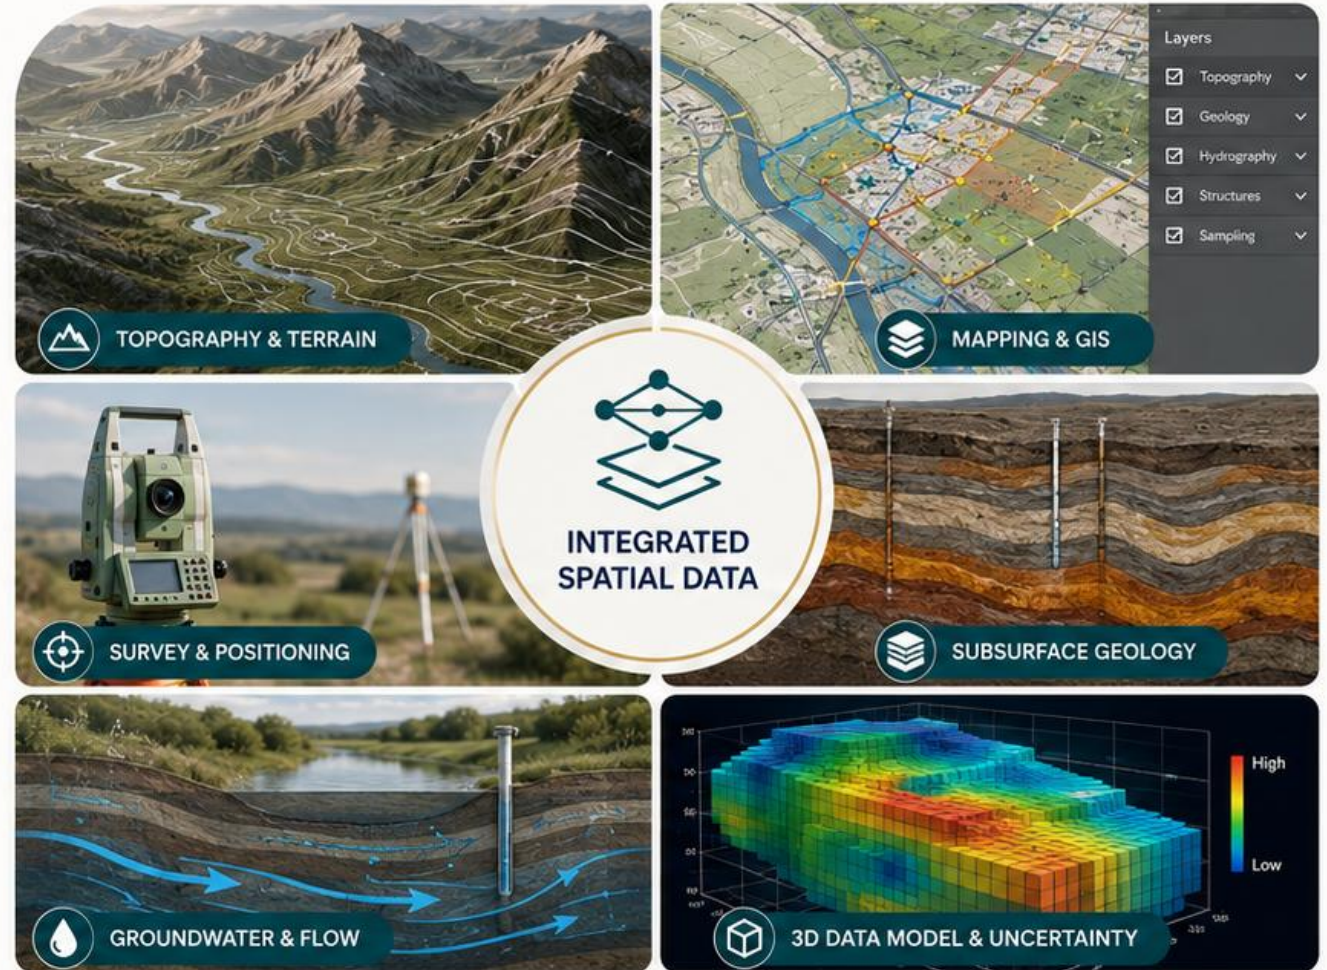 Layers
Topography
Geology
Hydrography
Structures
Sampling
TOPOGRAPHY & TERRAIN
MAPPING & GIS
INTEGRATED
SPATIAL DATA
SURVEY & POSITIONING
SUBSURFACE GEOLOGY
High
Low
GROUNDWATER & FLOW
3D DATA MODEL & UNCERTAINTY